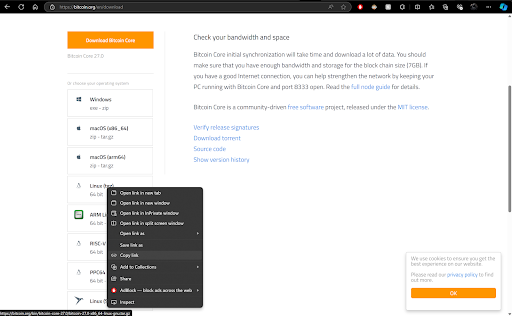 https://bitcoin.org/en/download
Download Bitcoin Core
Bitcoin Core 27.0
Or choose your operating system
Windows
exe - zip
macOS (x86_64)
zip - tar.gz
macOS (arm64)
zip - tar.gz
Linux (tgz)
64 bit
ARM Li
64 bit
RISC-V
64 bit
PPC64
64 bit
Linux (
Check your bandwidth and space
Bitcoin Core initial synchronization will take time and download a lot of data. You should
make sure that you have enough bandwidth and storage for the block chain size (7GB). If
you have a good Internet connection, you can help strengthen the network by keeping your
PC running with Bitcoin Core and port 8333 open. Read the full node guide for details.
Bitcoin Core is a community-driven free software project, released under the MIT license.
Verify release signatures
Download torrent
Source code
Show version history
Open link in new tab
Open link in new window
Open link in InPrivate window
Open link in split screen window
Open link as
Save link as
Copy link
Add to Collections
Share
AdBlock — block ads across the web
Inspect
We use cookies to ensure you get the
best experience on our website
Please read our privacy policy to find
out more.
OK
https://bitcoin.org/bin/bitcoin-core-27.0/bitcoin-27.0-x86_64-linux-gnu.tar.gz